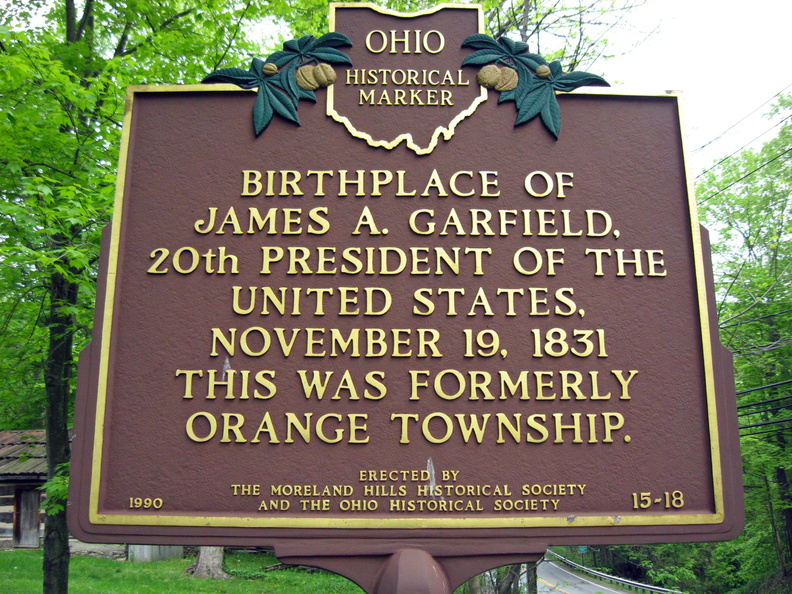 OHIO
HISTORICAL
MARKER
BIRTHPLACE OF
JAMES A. GARFIELD,
20th PRESIDENT OF THE
UNITED STATES,
NOVEMBER 19, 1831
THIS WAS FORMERLY
ORANGE TOWNSHIP.
ERECTED BY
THE MORELAND HILLS HISTORICAL SOCIETY
AND THE OHIO HISTORICAL SOCIETY
1990
15-18